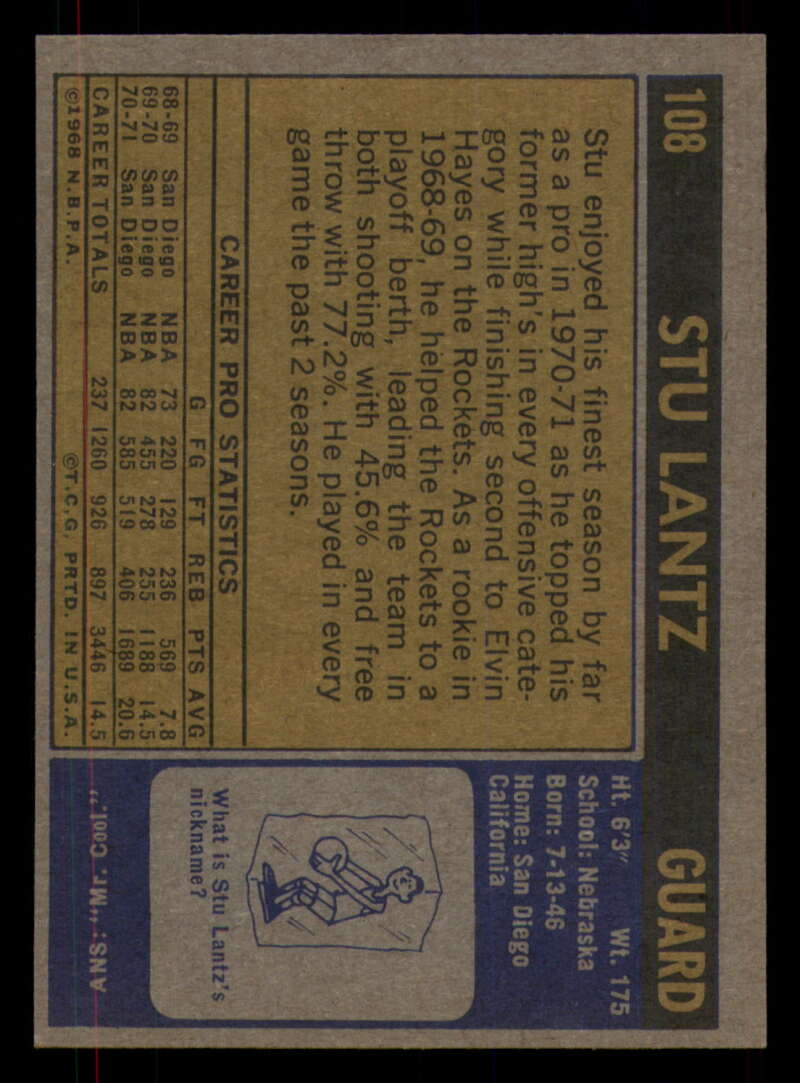 108 STU LANTZ GUARD
Stu enjoyed his finest season by far
as a pro in 1970-71 as he topped his
former high's in every offensive cate-
gory while finishing second to Elvin
Hayes on the Rockets. As a rookie in
1968-69, he helped the Rockets to a
playoff berth, leading the team in
both shooting with 45.6% and free
throw with 77.2%. He played in every
game the past 2 seasons.
CAREER PRO STATISTICS
G FG FT REB PTS AVG
68-69 San Diego NBA 73 220 129 236 569 7.8
69-70 San Diego NBA 82 455 278 255 1188 14.5
70-71 San Diego NBA 82 585 519 406 1689 20.6
CAREER TOTALS 237 1260 926 897 3446 14.5
©1968 N.B.P.A. ©T.C.G. PRTD. IN U.S.A.
Ht. 6'3" Wt. 175
School: Nebraska
Born: 7-13-46
Home: San Diego
California
What is Stu Lantz's
nickname?
ANS: "Mr. Cool."